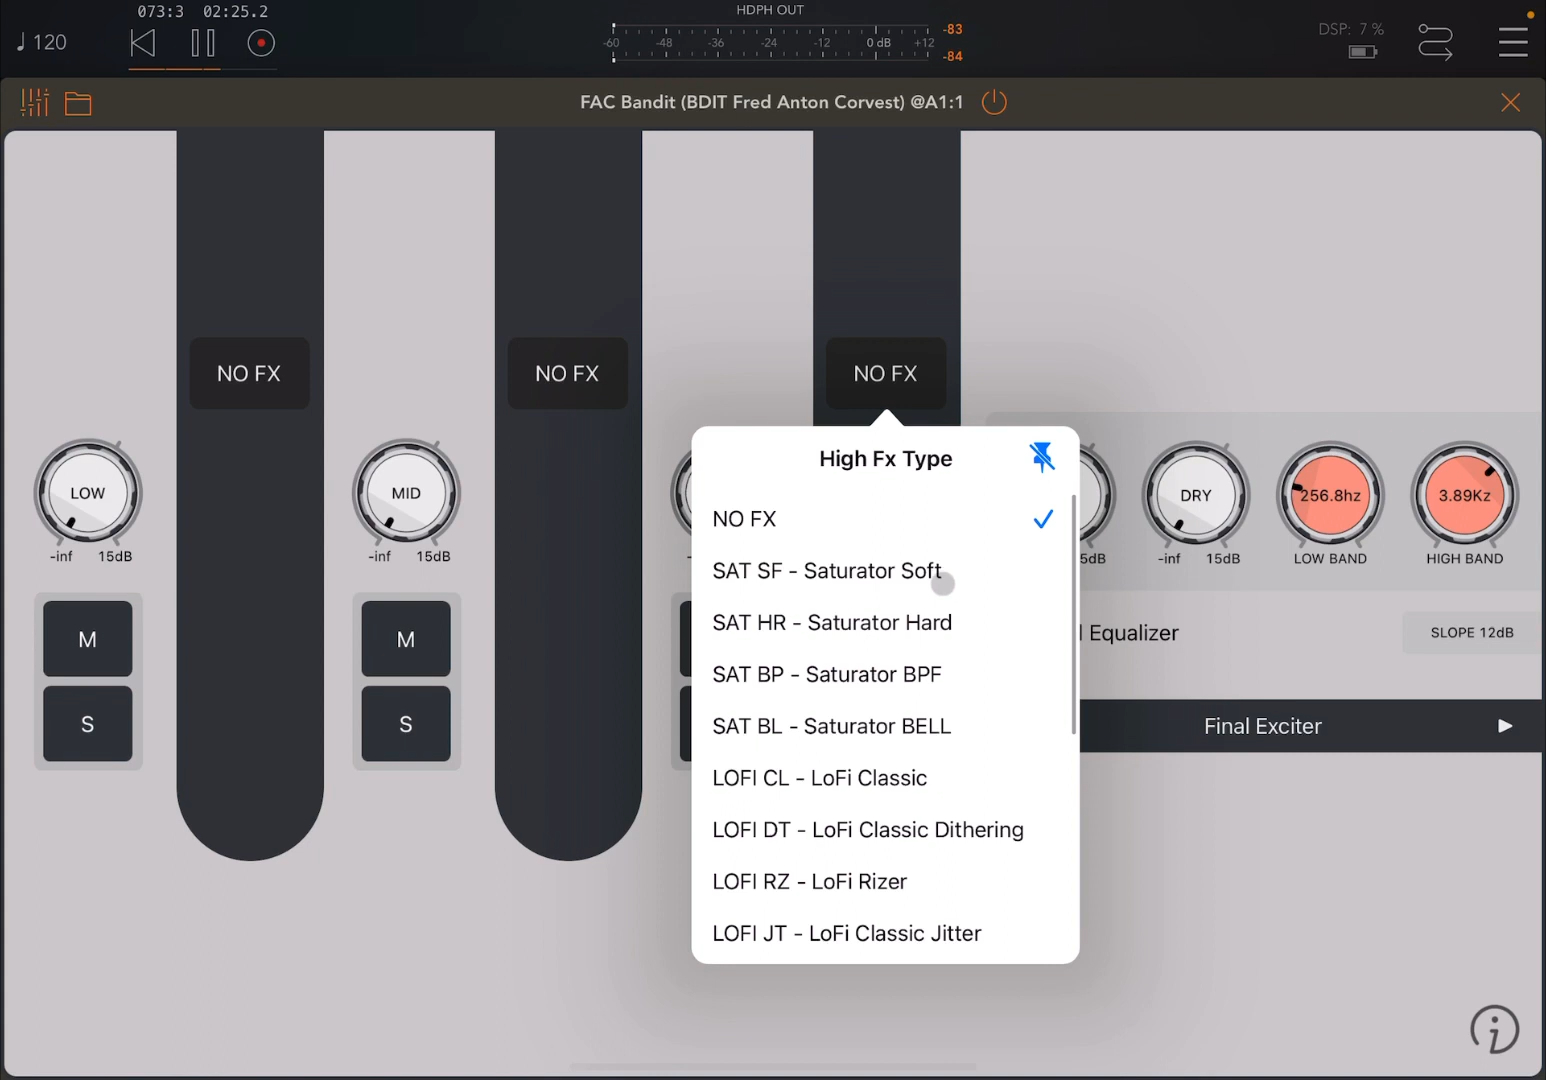 073:3 02:25.2
HDPH OUT
120
-60 -48 -36 -24 -12 0 dB +12
-83
-84
DSP: 7 %
FAC Bandit (BDIT Fred Anton Corvest) @A1:1
NO FX
NO FX
NO FX
High Fx Type
NO FX
SAT SF - Saturator Soft
SAT HR - Saturator Hard
SAT BP - Saturator BPF
SAT BL - Saturator BELL
LOFI CL - LoFi Classic
LOFI DT - LoFi Classic Dithering
LOFI RZ - LoFi Rizer
LOFI JT - LoFi Classic Jitter
LOW
-inf 15dB
M
S
MID
-inf 15dB
M
S
5dB
DRY
-inf 15dB
256.8hz
LOW BAND
3.89Kz
HIGH BAND
Equalizer
SLOPE 12dB
Final Exciter